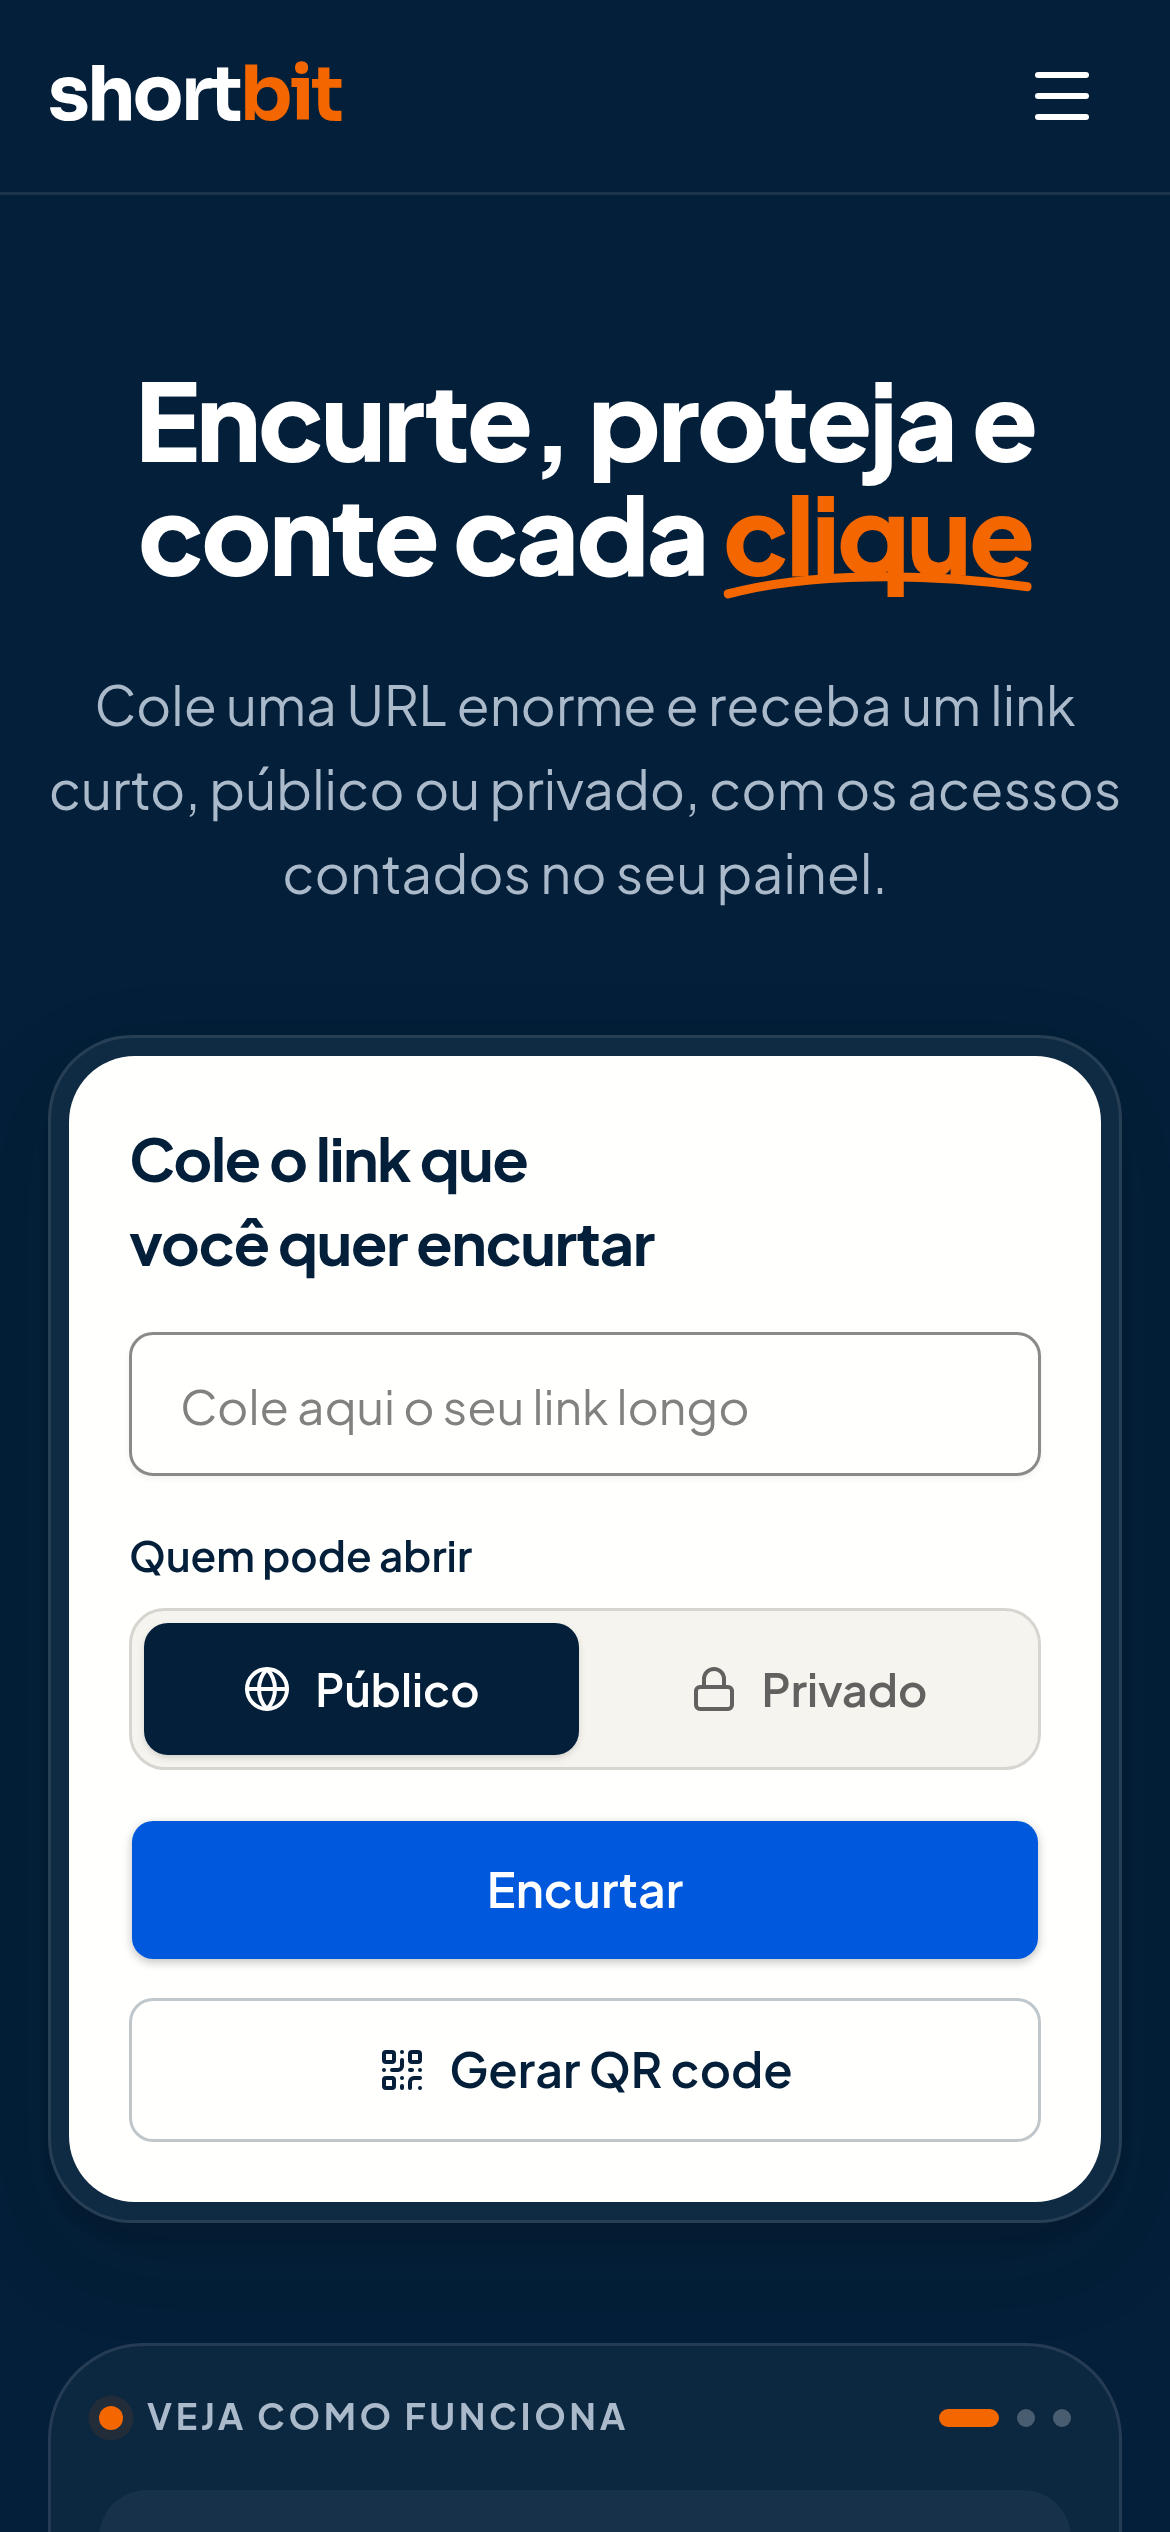 shortbit
Encurte, proteja e
conte cada clique
Cole uma URL enorme e receba um link
curto, público ou privado, com os acessos
contados no seu painel.
Cole o link que
você quer encurtar
Cole aqui o seu link longo
Quem pode abrir
Público Privado
Encurtar
Gerar QR code
VEJA COMO FUNCIONA